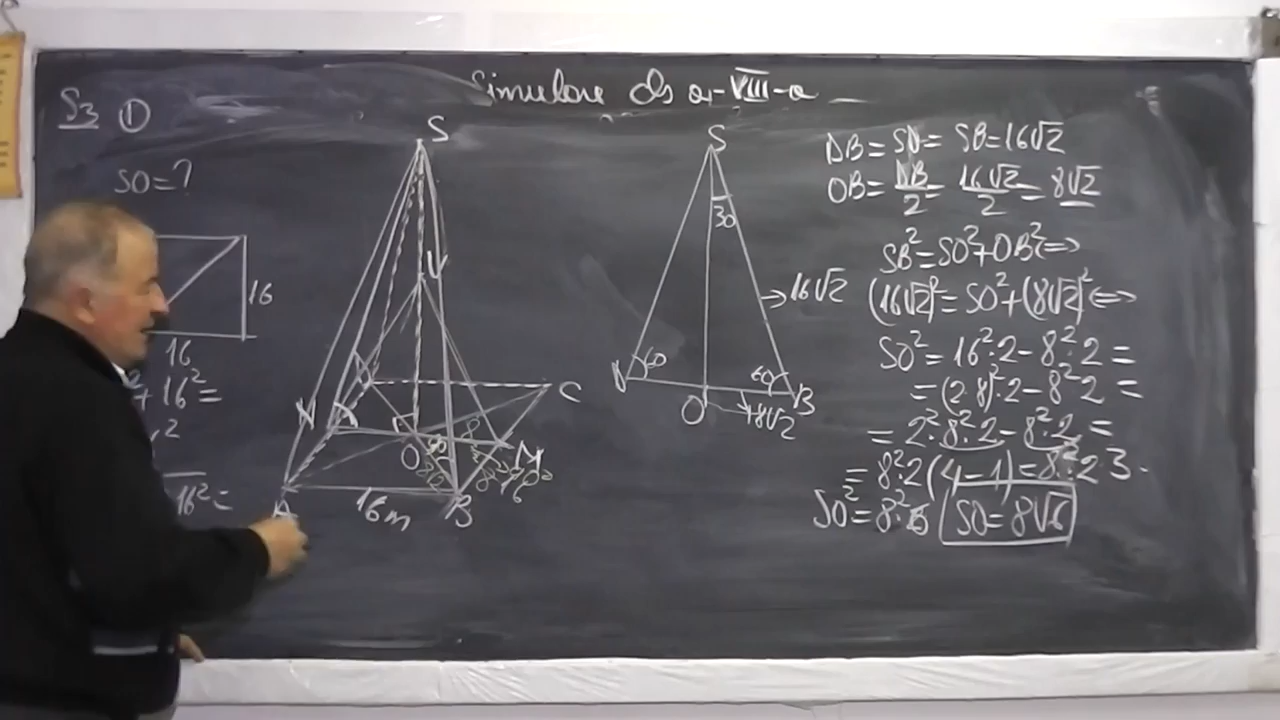 Simulare cls a-VIII-a
S3 ①
SO=?
16
16
+ 16²=
16²=
S
V
N
O
A
B
C
M
16m
S
30
→ 16√2
60
60
B
O
→8√2
DB= SD= SB=16√2
OB= DB/2 = 16√2/2 = 8√2
SB²=SO²+OB²⇔
(16√2)²= SO²+(8√2)²⇔
SO²= 16²·2-8²·2 =
=(2·8)²·2-8²·2 =
= 2²·8²·2-8²·2 =
= 8²·2(4-1)=8²·2·3
SO²= 8²·6 SO= 8√6